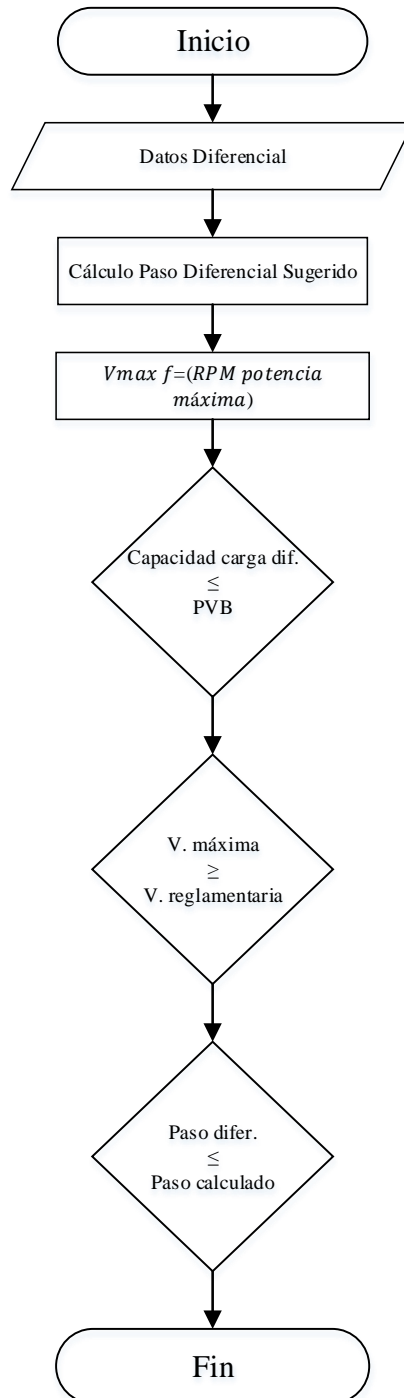 Inicio
Datos Diferencial
Cálculo Paso Diferencial Sugerido
Vmax f=(RPM potencia
máxima)
Capacidad carga dif.
≤
PVB
V. máxima
≥
V. reglamentaria
Paso difer.
≤
Paso calculado
Fin